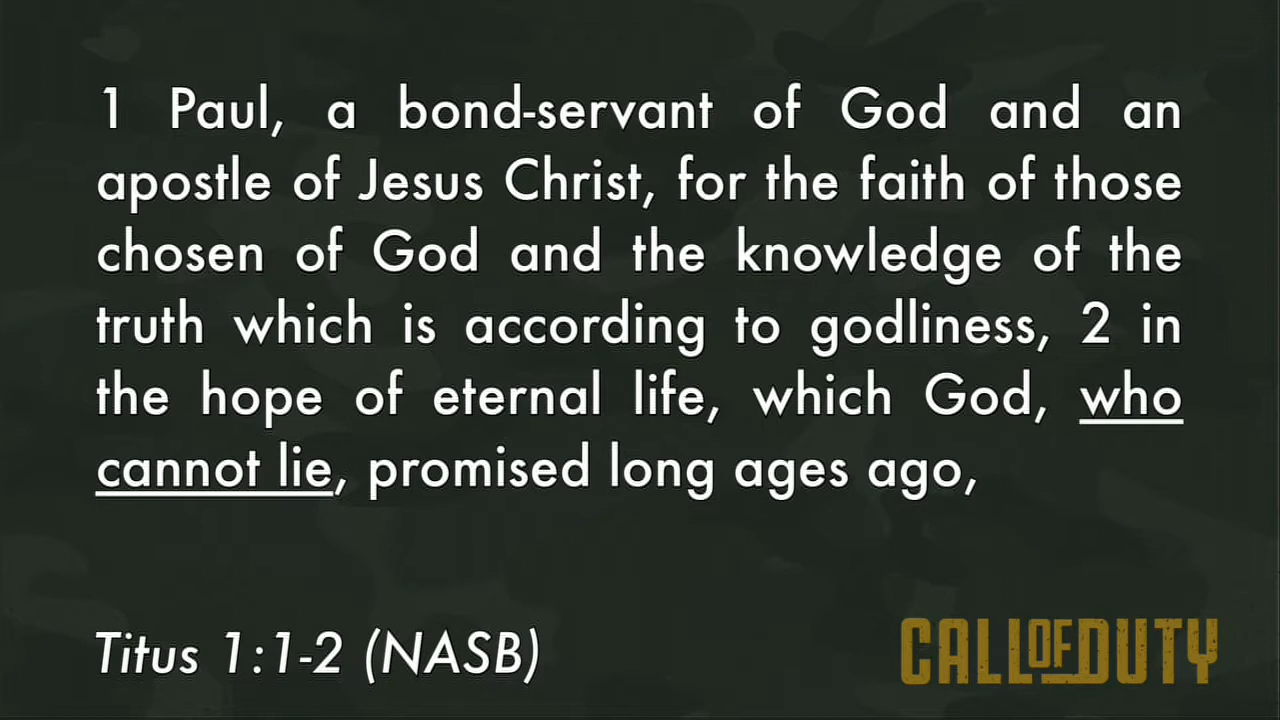 1 Paul, a bond-servant of God and an
apostle of Jesus Christ, for the faith of those
chosen of God and the knowledge of the
truth which is according to godliness, 2 in
the hope of eternal life, which God, who
cannot lie, promised long ages ago,
Titus 1:1-2 (NASB)
CALL OF DUTY